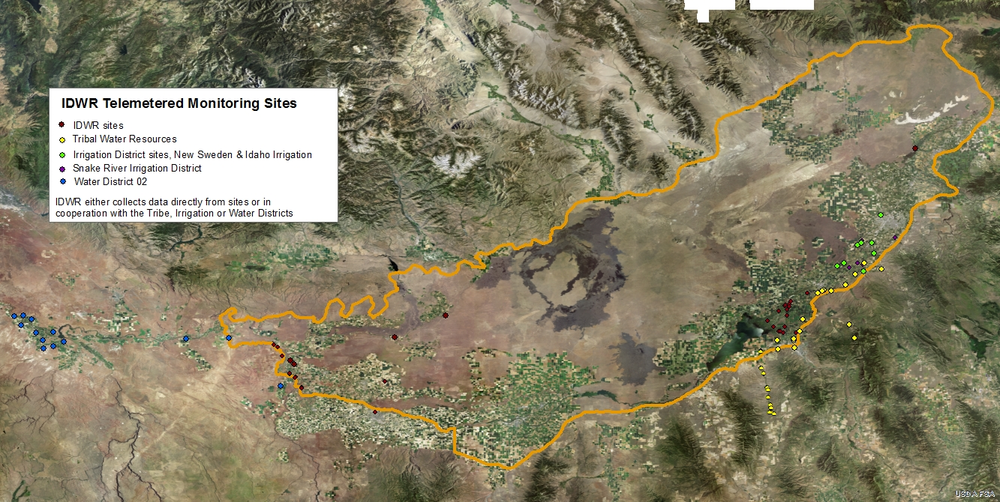 IDWR Telemetered Monitoring Sites
IDWR sites
Tribal Water Resources
Irrigation District sites, New Sweden & Idaho Irrigation
Snake River Irrigation District
Water District 02
IDWR either collects data directly from sites or in
cooperation with the Tribe, Irrigation or Water Districts
USDA FSA